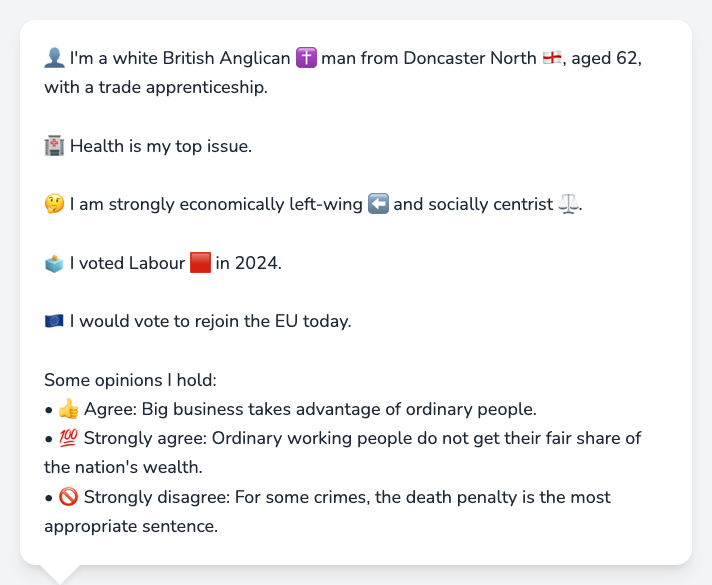 👤 I'm a white British Anglican ✝️ man from Doncaster North 🏴󠁧󠁢󠁥󠁮󠁧󠁿, aged 62,
with a trade apprenticeship.
🏥 Health is my top issue.
🤔 I am strongly economically left-wing ⬅️ and socially centrist ⚖️.
🗳️ I voted Labour 🟥 in 2024.
🇪🇺 I would vote to rejoin the EU today.
Some opinions I hold:
• 👍 Agree: Big business takes advantage of ordinary people.
• 💯 Strongly agree: Ordinary working people do not get their fair share of
the nation's wealth.
• 🚫 Strongly disagree: For some crimes, the death penalty is the most
appropriate sentence.